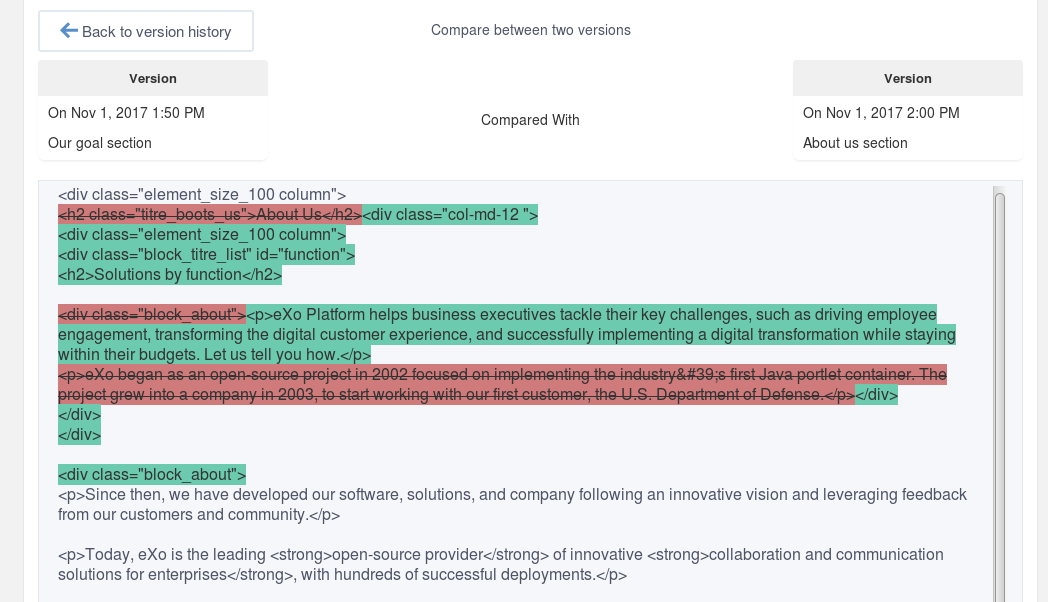 Back to version history
Compare between two versions
Version
Version
On Nov 1, 2017 1:50 PM
Our goal section
Compared With
On Nov 1, 2017 2:00 PM
About us section
<div class="element_size_100 column">
<h2 class="titre_boots_us">About Us</h2><div class="col-md-12 ">
<div class="element_size_100 column">
<div class="block_titre_list" id="function">
<h2>Solutions by function</h2>
<div class="block_about"><p>eXo Platform helps business executives tackle their key challenges, such as driving employee
engagement, transforming the digital customer experience, and successfully implementing a digital transformation while staying
within their budgets. Let us tell you how.</p>
<p>eXo began as an open-source project in 2002 focused on implementing the industry&#39;s first Java portlet container. The
project grew into a company in 2003, to start working with our first customer, the U.S. Department of Defense.</p></div>
</div>
</div>
<div class="block_about">
<p>Since then, we have developed our software, solutions, and company following an innovative vision and leveraging feedback
from our customers and community.</p>
<p>Today, eXo is the leading <strong>open-source provider</strong> of innovative <strong>collaboration and communication
solutions for enterprises</strong>, with hundreds of successful deployments.</p>